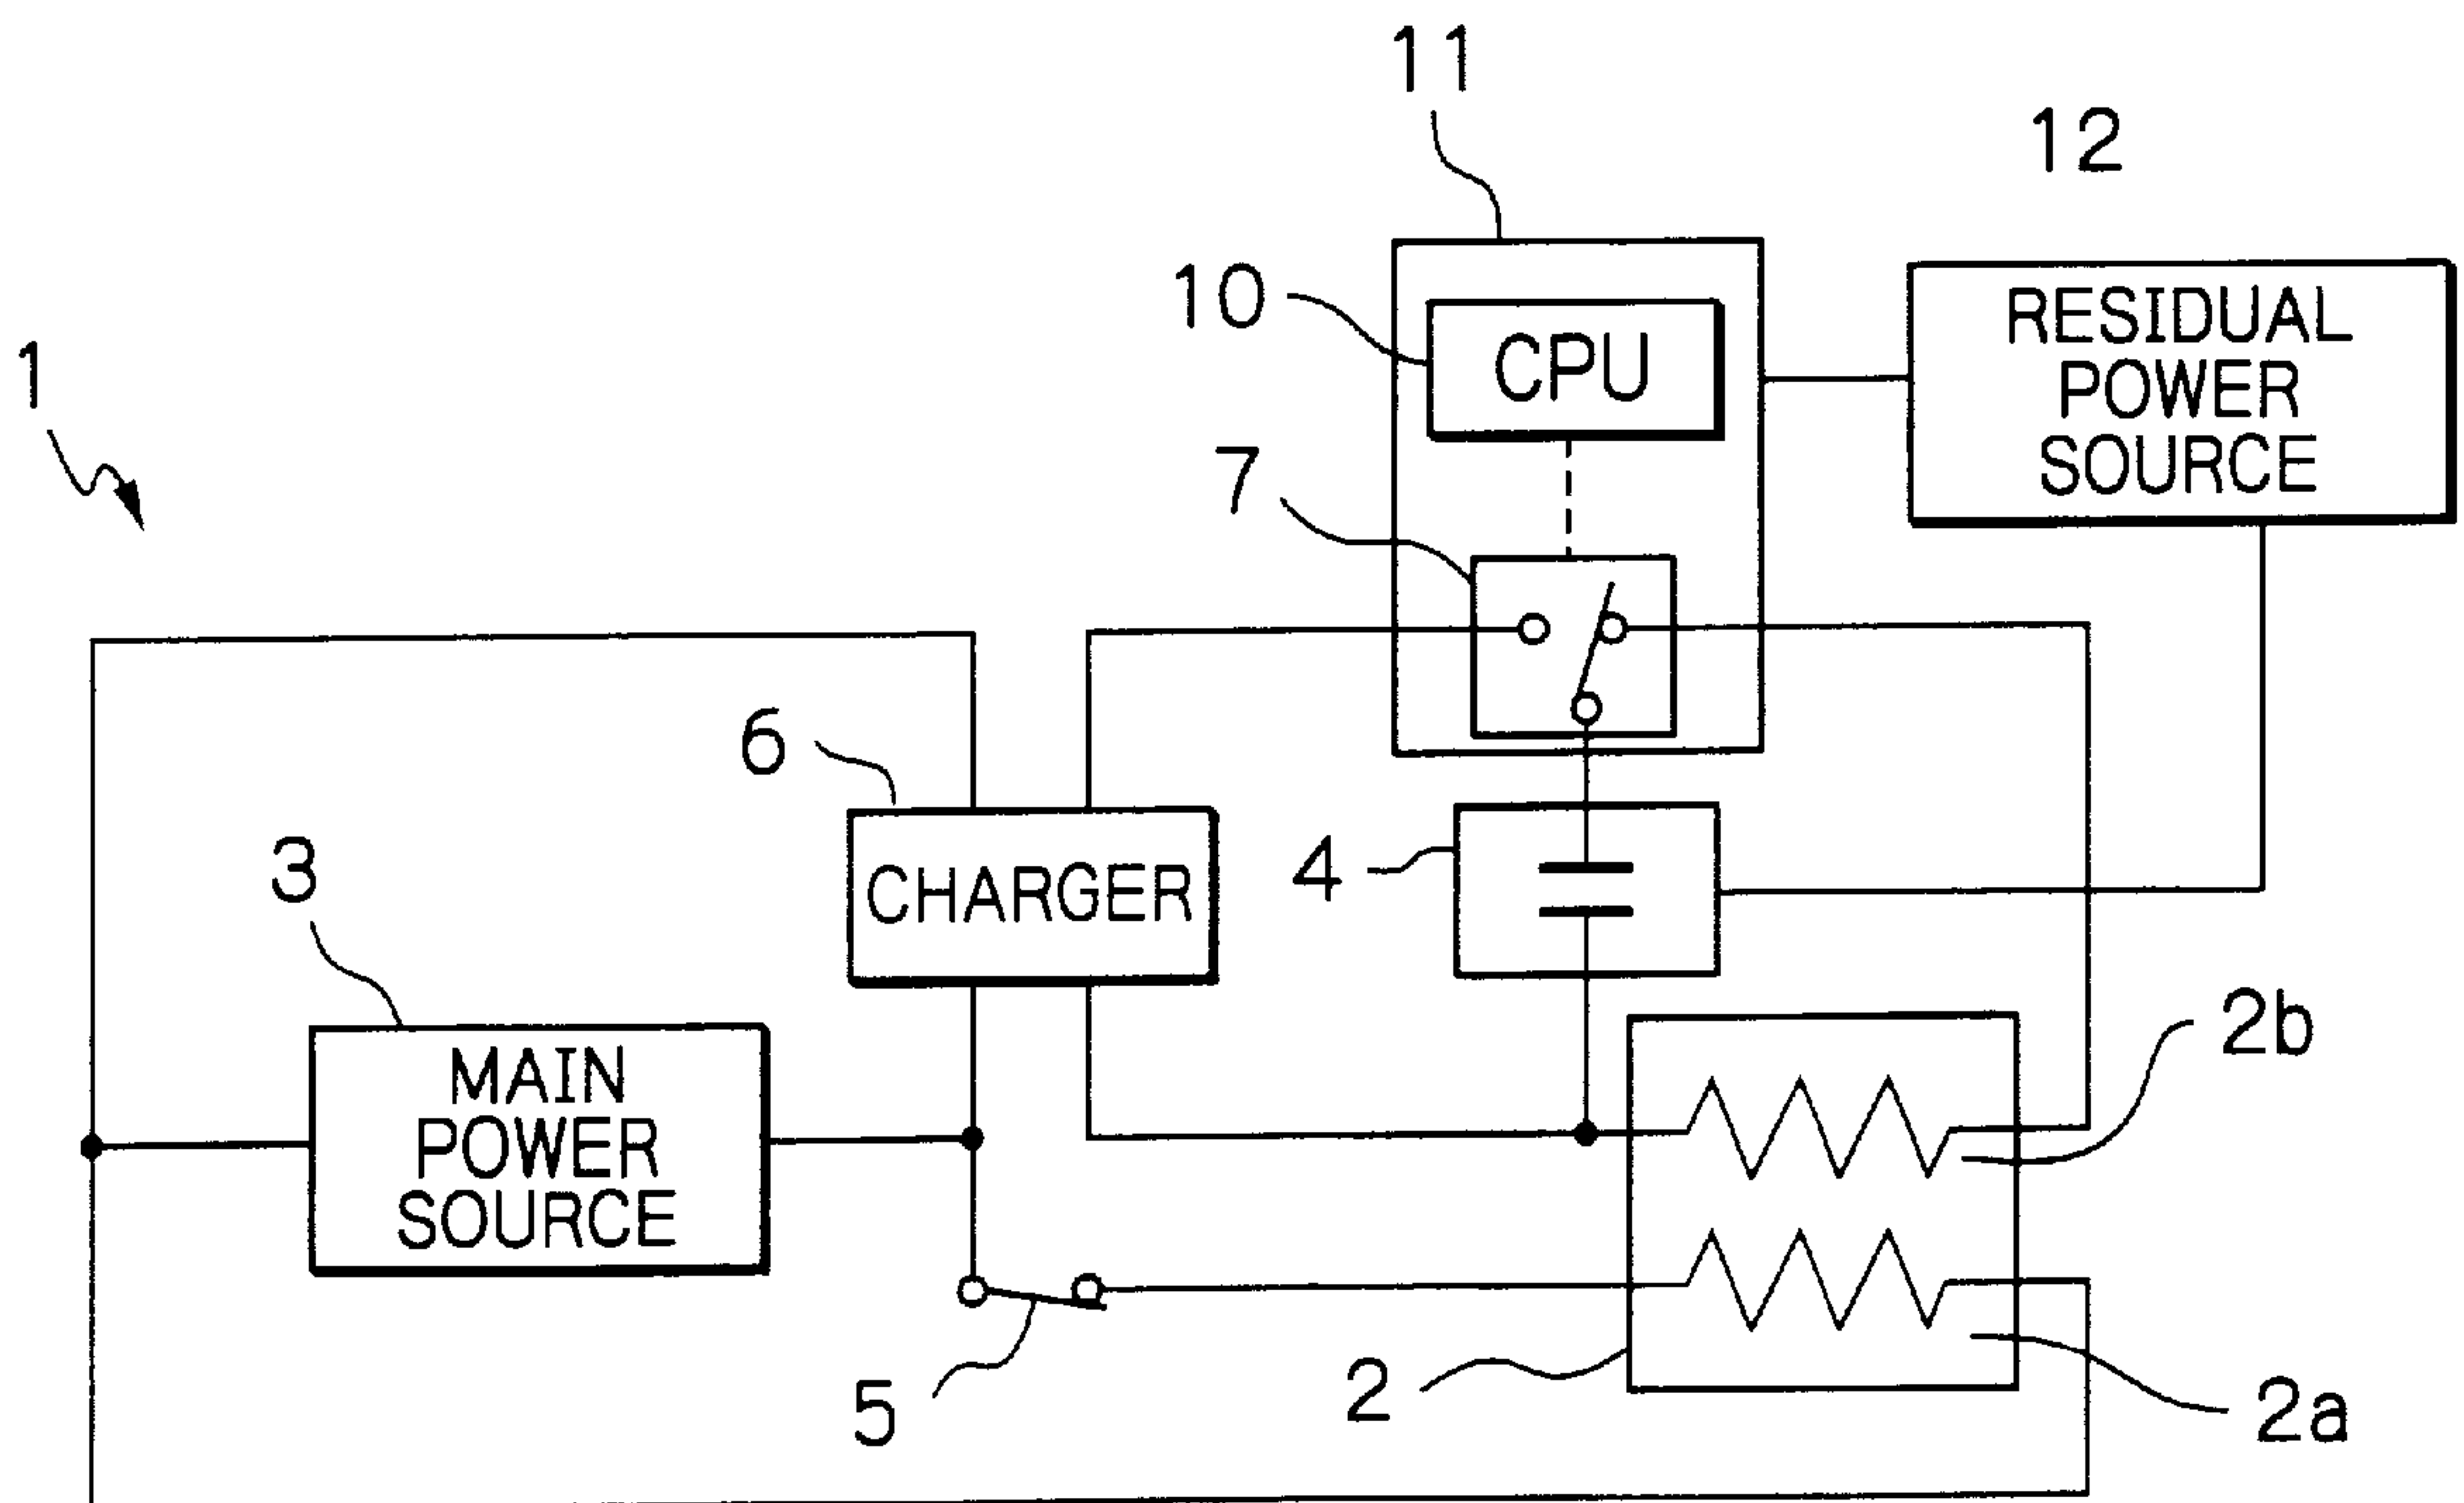 11
12
10
CPU
RESIDUAL
POWER
SOURCE
1
7
6
CHARGER
4
3
MAIN
POWER
SOURCE
2b
5
2
2a